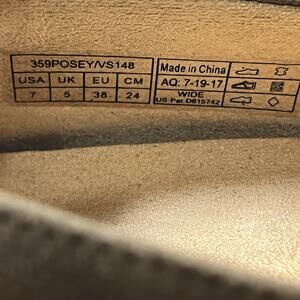 359POSEY/VS148
USA UK EU CM
7 5 38 24
Made in China
AQ: 7-19-17
WIDE
US Pat. D615742